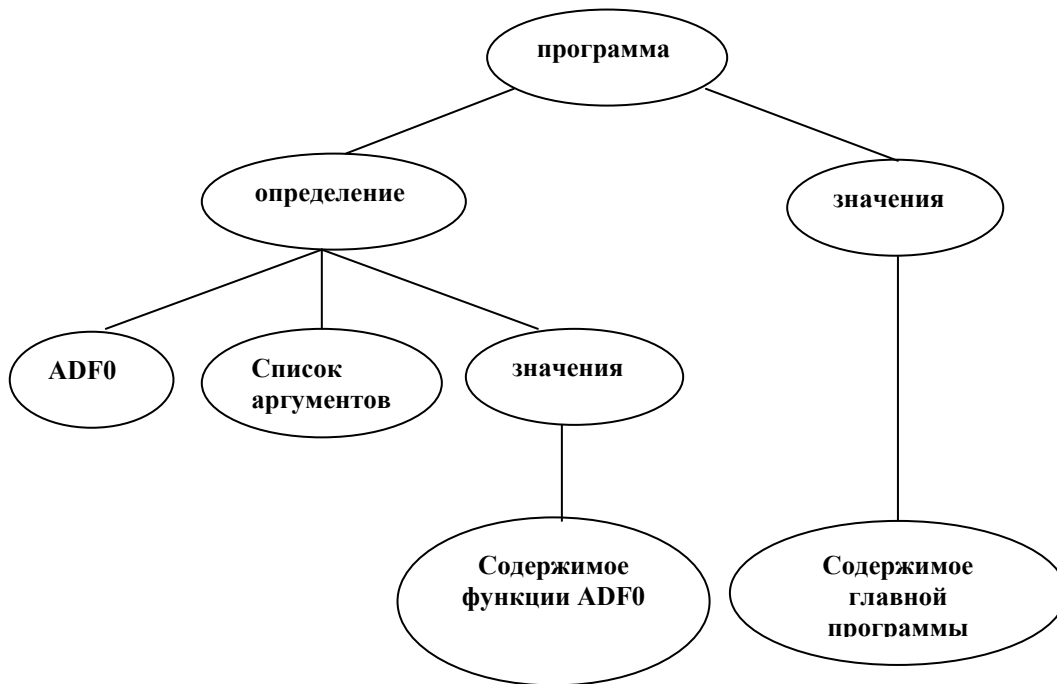 программа
определение
значения
ADF0
Список
аргументов
значения
Содержимое
функции ADF0
Содержимое
главной
программы